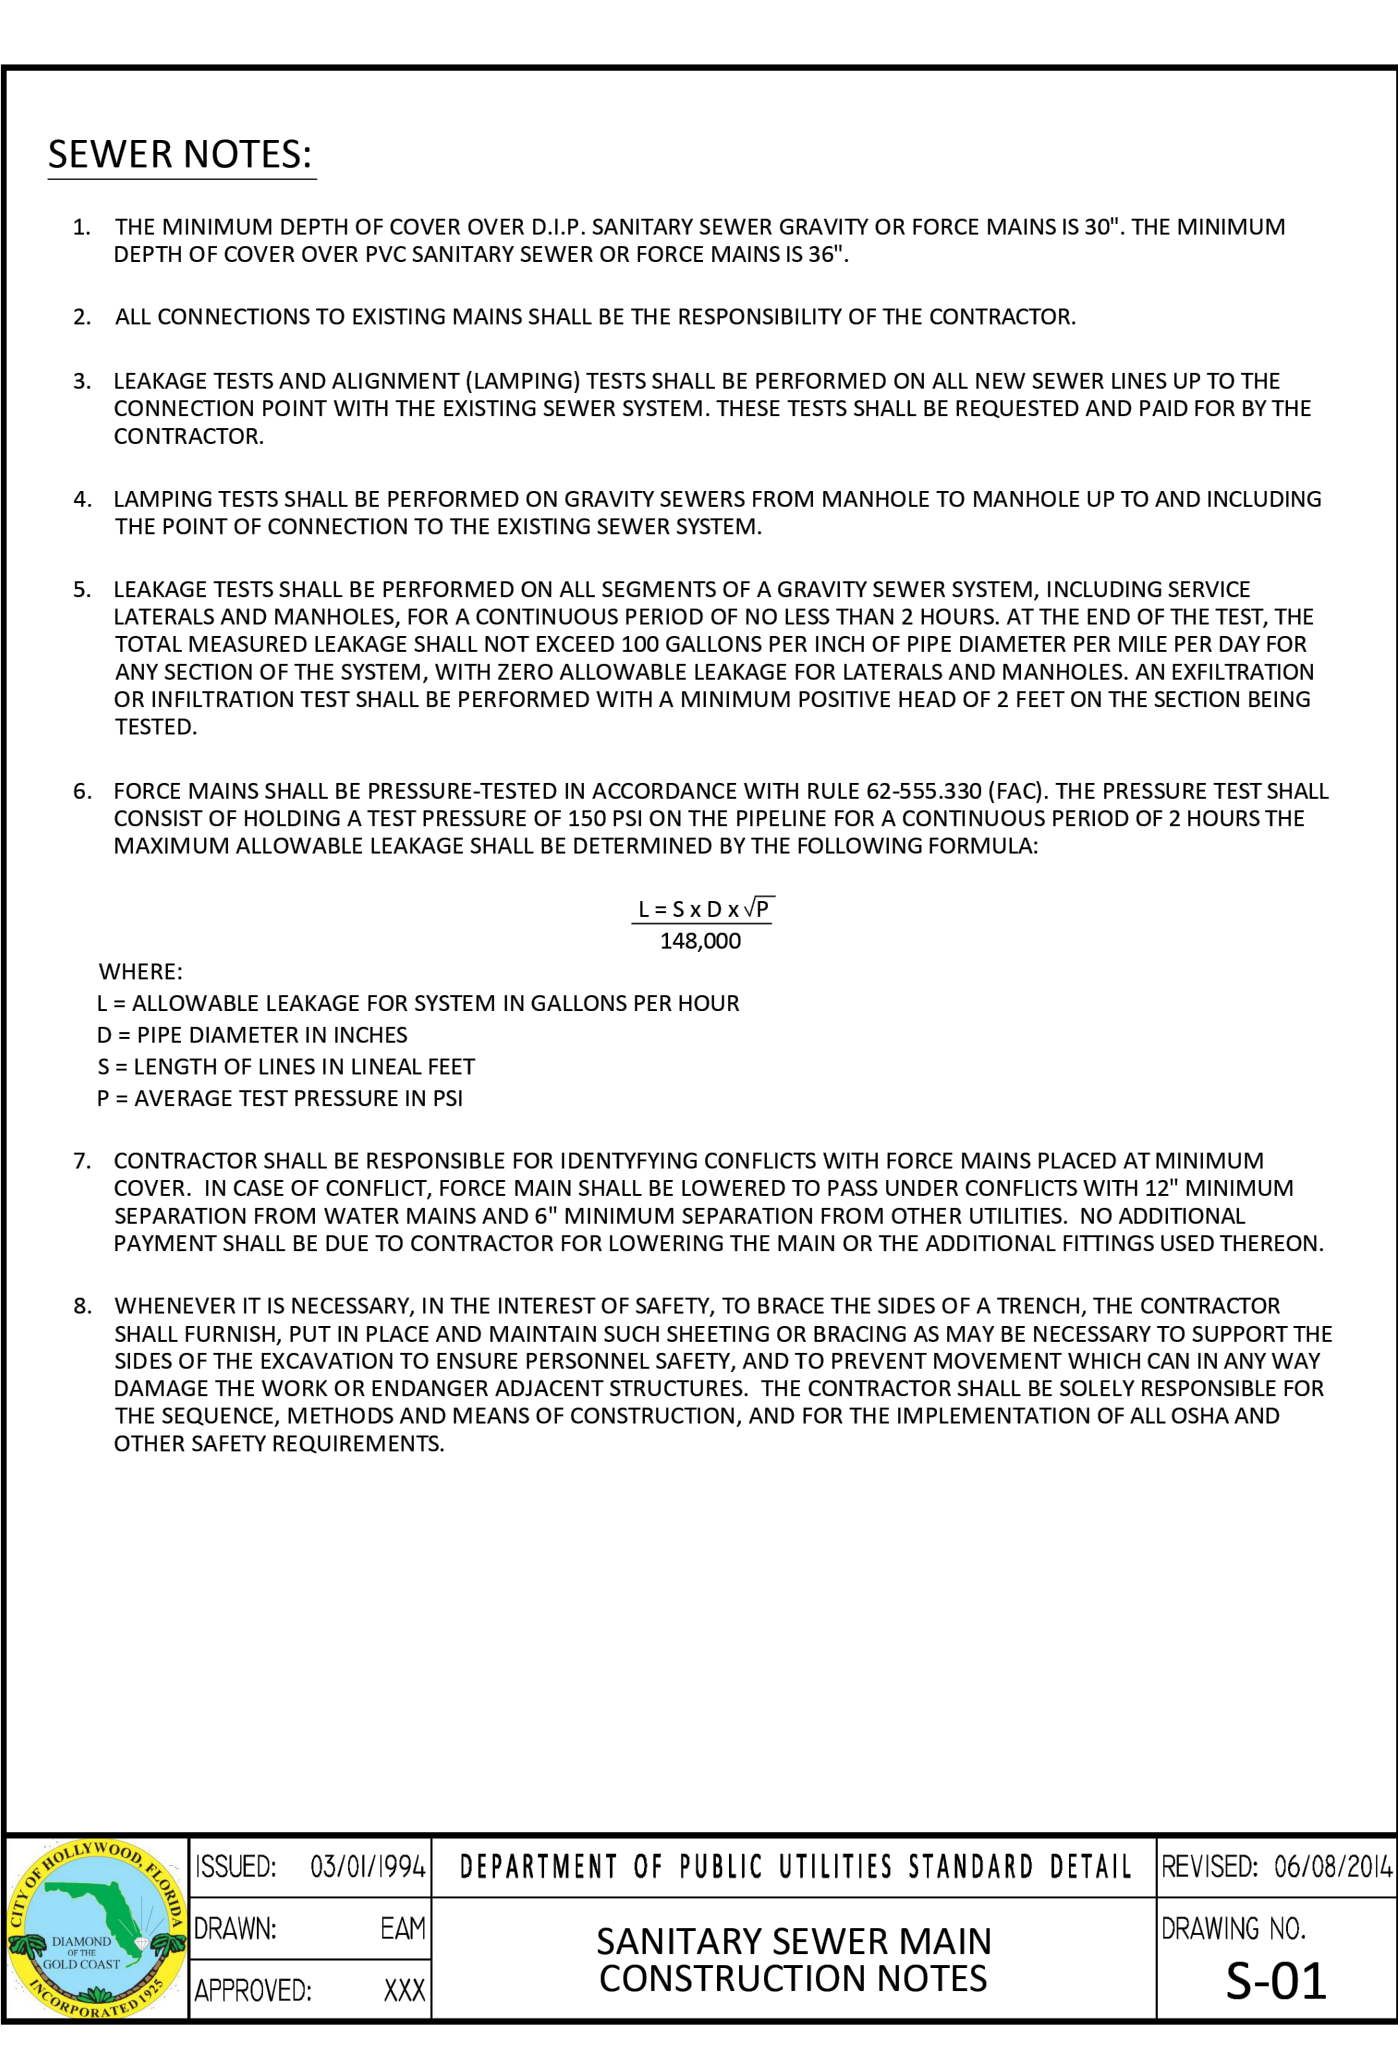 SEWER NOTES:
1. THE MINIMUM DEPTH OF COVER OVER D.I.P. SANITARY SEWER GRAVITY OR FORCE MAINS IS 30". THE MINIMUM
DEPTH OF COVER OVER PVC SANITARY SEWER OR FORCE MAINS IS 36".
2. ALL CONNECTIONS TO EXISTING MAINS SHALL BE THE RESPONSIBILITY OF THE CONTRACTOR.
3. LEAKAGE TESTS AND ALIGNMENT (LAMPING) TESTS SHALL BE PERFORMED ON ALL NEW SEWER LINES UP TO THE
CONNECTION POINT WITH THE EXISTING SEWER SYSTEM. THESE TESTS SHALL BE REQUESTED AND PAID FOR BY THE
CONTRACTOR.
4. LAMPING TESTS SHALL BE PERFORMED ON GRAVITY SEWERS FROM MANHOLE TO MANHOLE UP TO AND INCLUDING
THE POINT OF CONNECTION TO THE EXISTING SEWER SYSTEM.
5. LEAKAGE TESTS SHALL BE PERFORMED ON ALL SEGMENTS OF A GRAVITY SEWER SYSTEM, INCLUDING SERVICE
LATERALS AND MANHOLES, FOR A CONTINUOUS PERIOD OF NO LESS THAN 2 HOURS. AT THE END OF THE TEST, THE
TOTAL MEASURED LEAKAGE SHALL NOT EXCEED 100 GALLONS PER INCH OF PIPE DIAMETER PER MILE PER DAY FOR
ANY SECTION OF THE SYSTEM, WITH ZERO ALLOWABLE LEAKAGE FOR LATERALS AND MANHOLES. AN EXFILTRATION
OR INFILTRATION TEST SHALL BE PERFORMED WITH A MINIMUM POSITIVE HEAD OF 2 FEET ON THE SECTION BEING
TESTED.
6. FORCE MAINS SHALL BE PRESSURE-TESTED IN ACCORDANCE WITH RULE 62-555.330 (FAC). THE PRESSURE TEST SHALL
CONSIST OF HOLDING A TEST PRESSURE OF 150 PSI ON THE PIPELINE FOR A CONTINUOUS PERIOD OF 2 HOURS THE
MAXIMUM ALLOWABLE LEAKAGE SHALL BE DETERMINED BY THE FOLLOWING FORMULA:
L = S x D x √P
148,000
WHERE:
L = ALLOWABLE LEAKAGE FOR SYSTEM IN GALLONS PER HOUR
D = PIPE DIAMETER IN INCHES
S = LENGTH OF LINES IN LINEAL FEET
P = AVERAGE TEST PRESSURE IN PSI
7. CONTRACTOR SHALL BE RESPONSIBLE FOR IDENTYFYING CONFLICTS WITH FORCE MAINS PLACED AT MINIMUM
COVER. IN CASE OF CONFLICT, FORCE MAIN SHALL BE LOWERED TO PASS UNDER CONFLICTS WITH 12" MINIMUM
SEPARATION FROM WATER MAINS AND 6" MINIMUM SEPARATION FROM OTHER UTILITIES. NO ADDITIONAL
PAYMENT SHALL BE DUE TO CONTRACTOR FOR LOWERING THE MAIN OR THE ADDITIONAL FITTINGS USED THEREON.
8. WHENEVER IT IS NECESSARY, IN THE INTEREST OF SAFETY, TO BRACE THE SIDES OF A TRENCH, THE CONTRACTOR
SHALL FURNISH, PUT IN PLACE AND MAINTAIN SUCH SHEETING OR BRACING AS MAY BE NECESSARY TO SUPPORT THE
SIDES OF THE EXCAVATION TO ENSURE PERSONNEL SAFETY, AND TO PREVENT MOVEMENT WHICH CAN IN ANY WAY
DAMAGE THE WORK OR ENDANGER ADJACENT STRUCTURES. THE CONTRACTOR SHALL BE SOLELY RESPONSIBLE FOR
THE SEQUENCE, METHODS AND MEANS OF CONSTRUCTION, AND FOR THE IMPLEMENTATION OF ALL OSHA AND
OTHER SAFETY REQUIREMENTS.
CITY OF HOLLYWOOD, FLORIDA
DIAMOND
OF THE
GOLD COAST
INCORPORATED 1925
ISSUED: 03/01/1994
DRAWN: EAM
APPROVED: XXX
DEPARTMENT OF PUBLIC UTILITIES STANDARD DETAIL
SANITARY SEWER MAIN
CONSTRUCTION NOTES
REVISED: 06/08/2014
DRAWING NO.
S-01